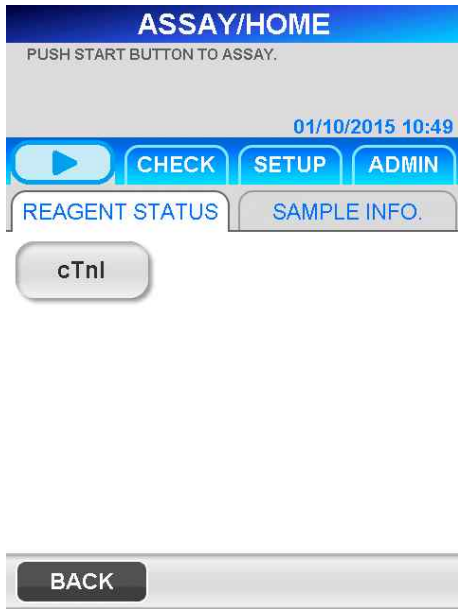 ASSAY/HOME
PUSH START BUTTON TO ASSAY.
01/10/2015 10:49
CHECK SETUP ADMIN
REAGENT STATUS SAMPLE INFO.
cTnI
BACK